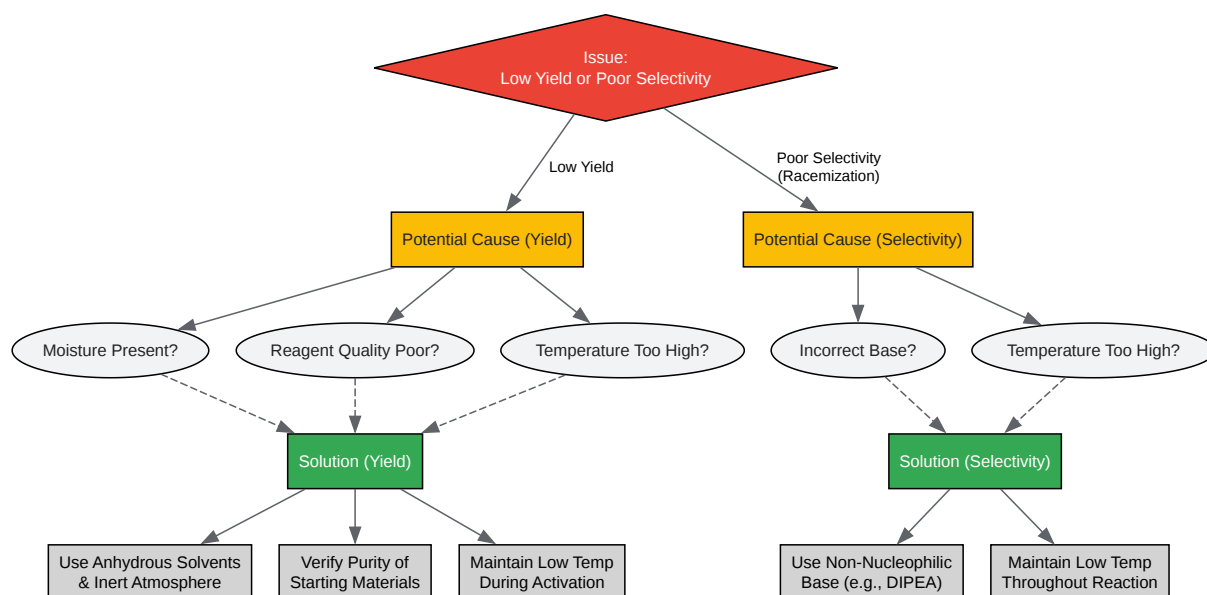 Issue:
Low Yield or Poor Selectivity
Low Yield
Poor Selectivity
(Racemization)
Potential Cause (Yield)
Potential Cause (Selectivity)
Moisture Present?
Reagent Quality Poor?
Temperature Too High?
Incorrect Base?
Temperature Too High?
Solution (Yield)
Solution (Selectivity)
Use Anhydrous Solvents
& Inert Atmosphere
Verify Purity of
Starting Materials
Maintain Low Temp
During Activation
Use Non-Nucleophilic
Base (e.g., DIPEA)
Maintain Low Temp
Throughout Reaction